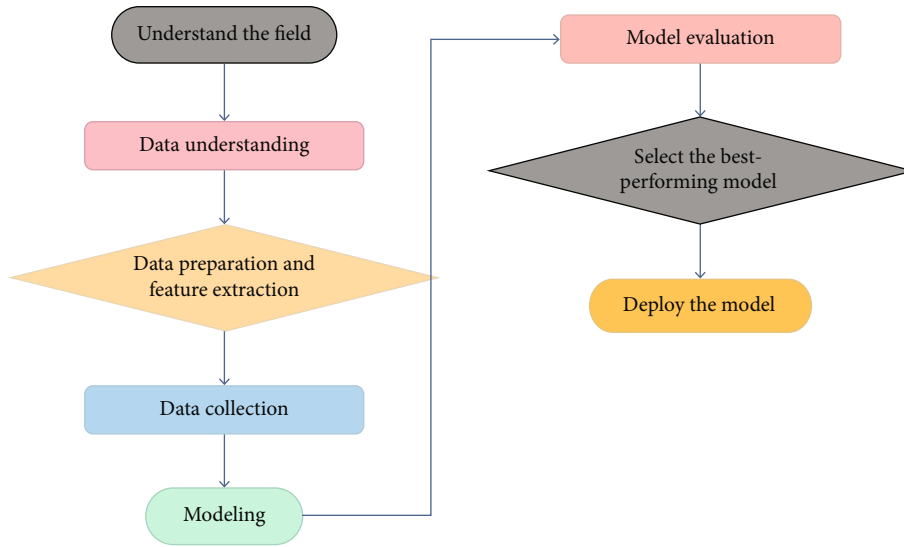 Understand the field
Data understanding
Data preparation and
feature extraction
Data collection
Modeling
Model evaluation
Select the best-
performing model
Deploy the model